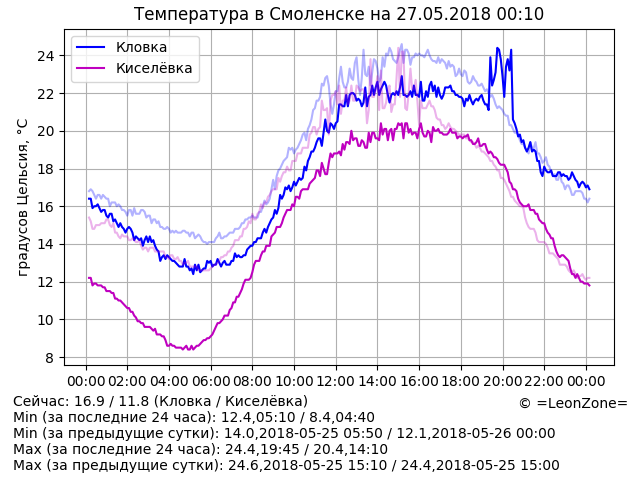 Температура в Смоленске на 27.05.2018 00:10
Кловка
Киселёвка
градусов Цельсия, °C
24
22
20
18
16
14
12
10
8
00:00 02:00 04:00 06:00 08:00 10:00 12:00 14:00 16:00 18:00 20:00 22:00 00:00
Сейчас: 16.9 / 11.8 (Кловка / Киселёвка)
© =LeonZone=
Min (за последние 24 часа): 12.4,05:10 / 8.4,04:40
Min (за предыдущие сутки): 14.0,2018-05-25 05:50 / 12.1,2018-05-26 00:00
Max (за последние 24 часа): 24.4,19:45 / 20.4,14:10
Max (за предыдущие сутки): 24.6,2018-05-25 15:10 / 24.4,2018-05-25 15:00